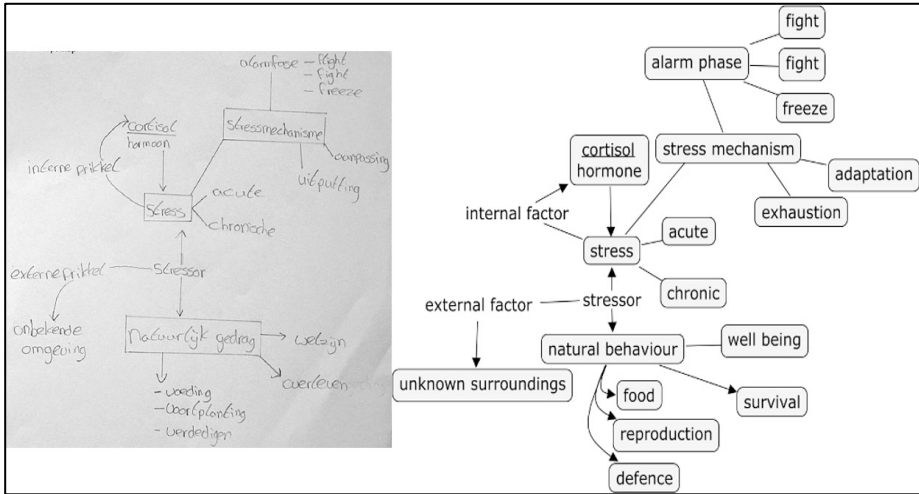 alarmfase - flight
- fight
- freeze
stressmechanisme
aanpassing
uitputting
cortisol
hormoon
interne prikkel
stress
acute
chronische
externe prikkel
stressor
onbekende
omgeving
natuurlijk gedrag
welzijn
overleven
- voeding
- voortplanting
- verdedigen
fight
alarm phase
fight
freeze
stress mechanism
adaptation
exhaustion
cortisol
hormone
internal factor
stress
acute
chronic
external factor
stressor
natural behaviour
well being
unknown surroundings
food
survival
reproduction
defence